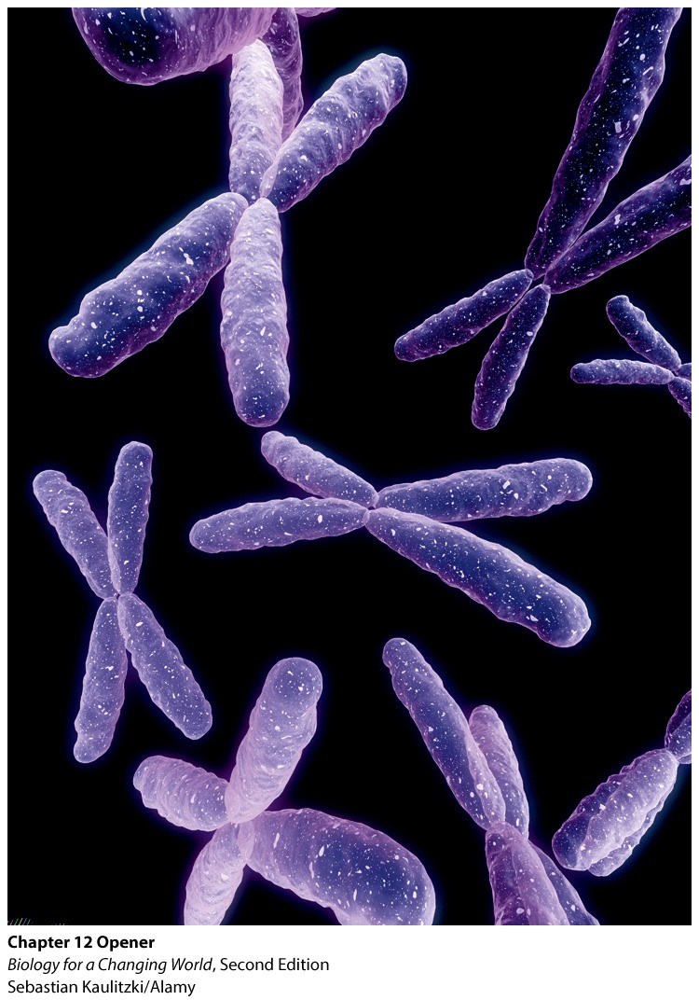 Chapter 12 Opener
Biology for a Changing World, Second Edition
Sebastian Kaulitzki/Alamy